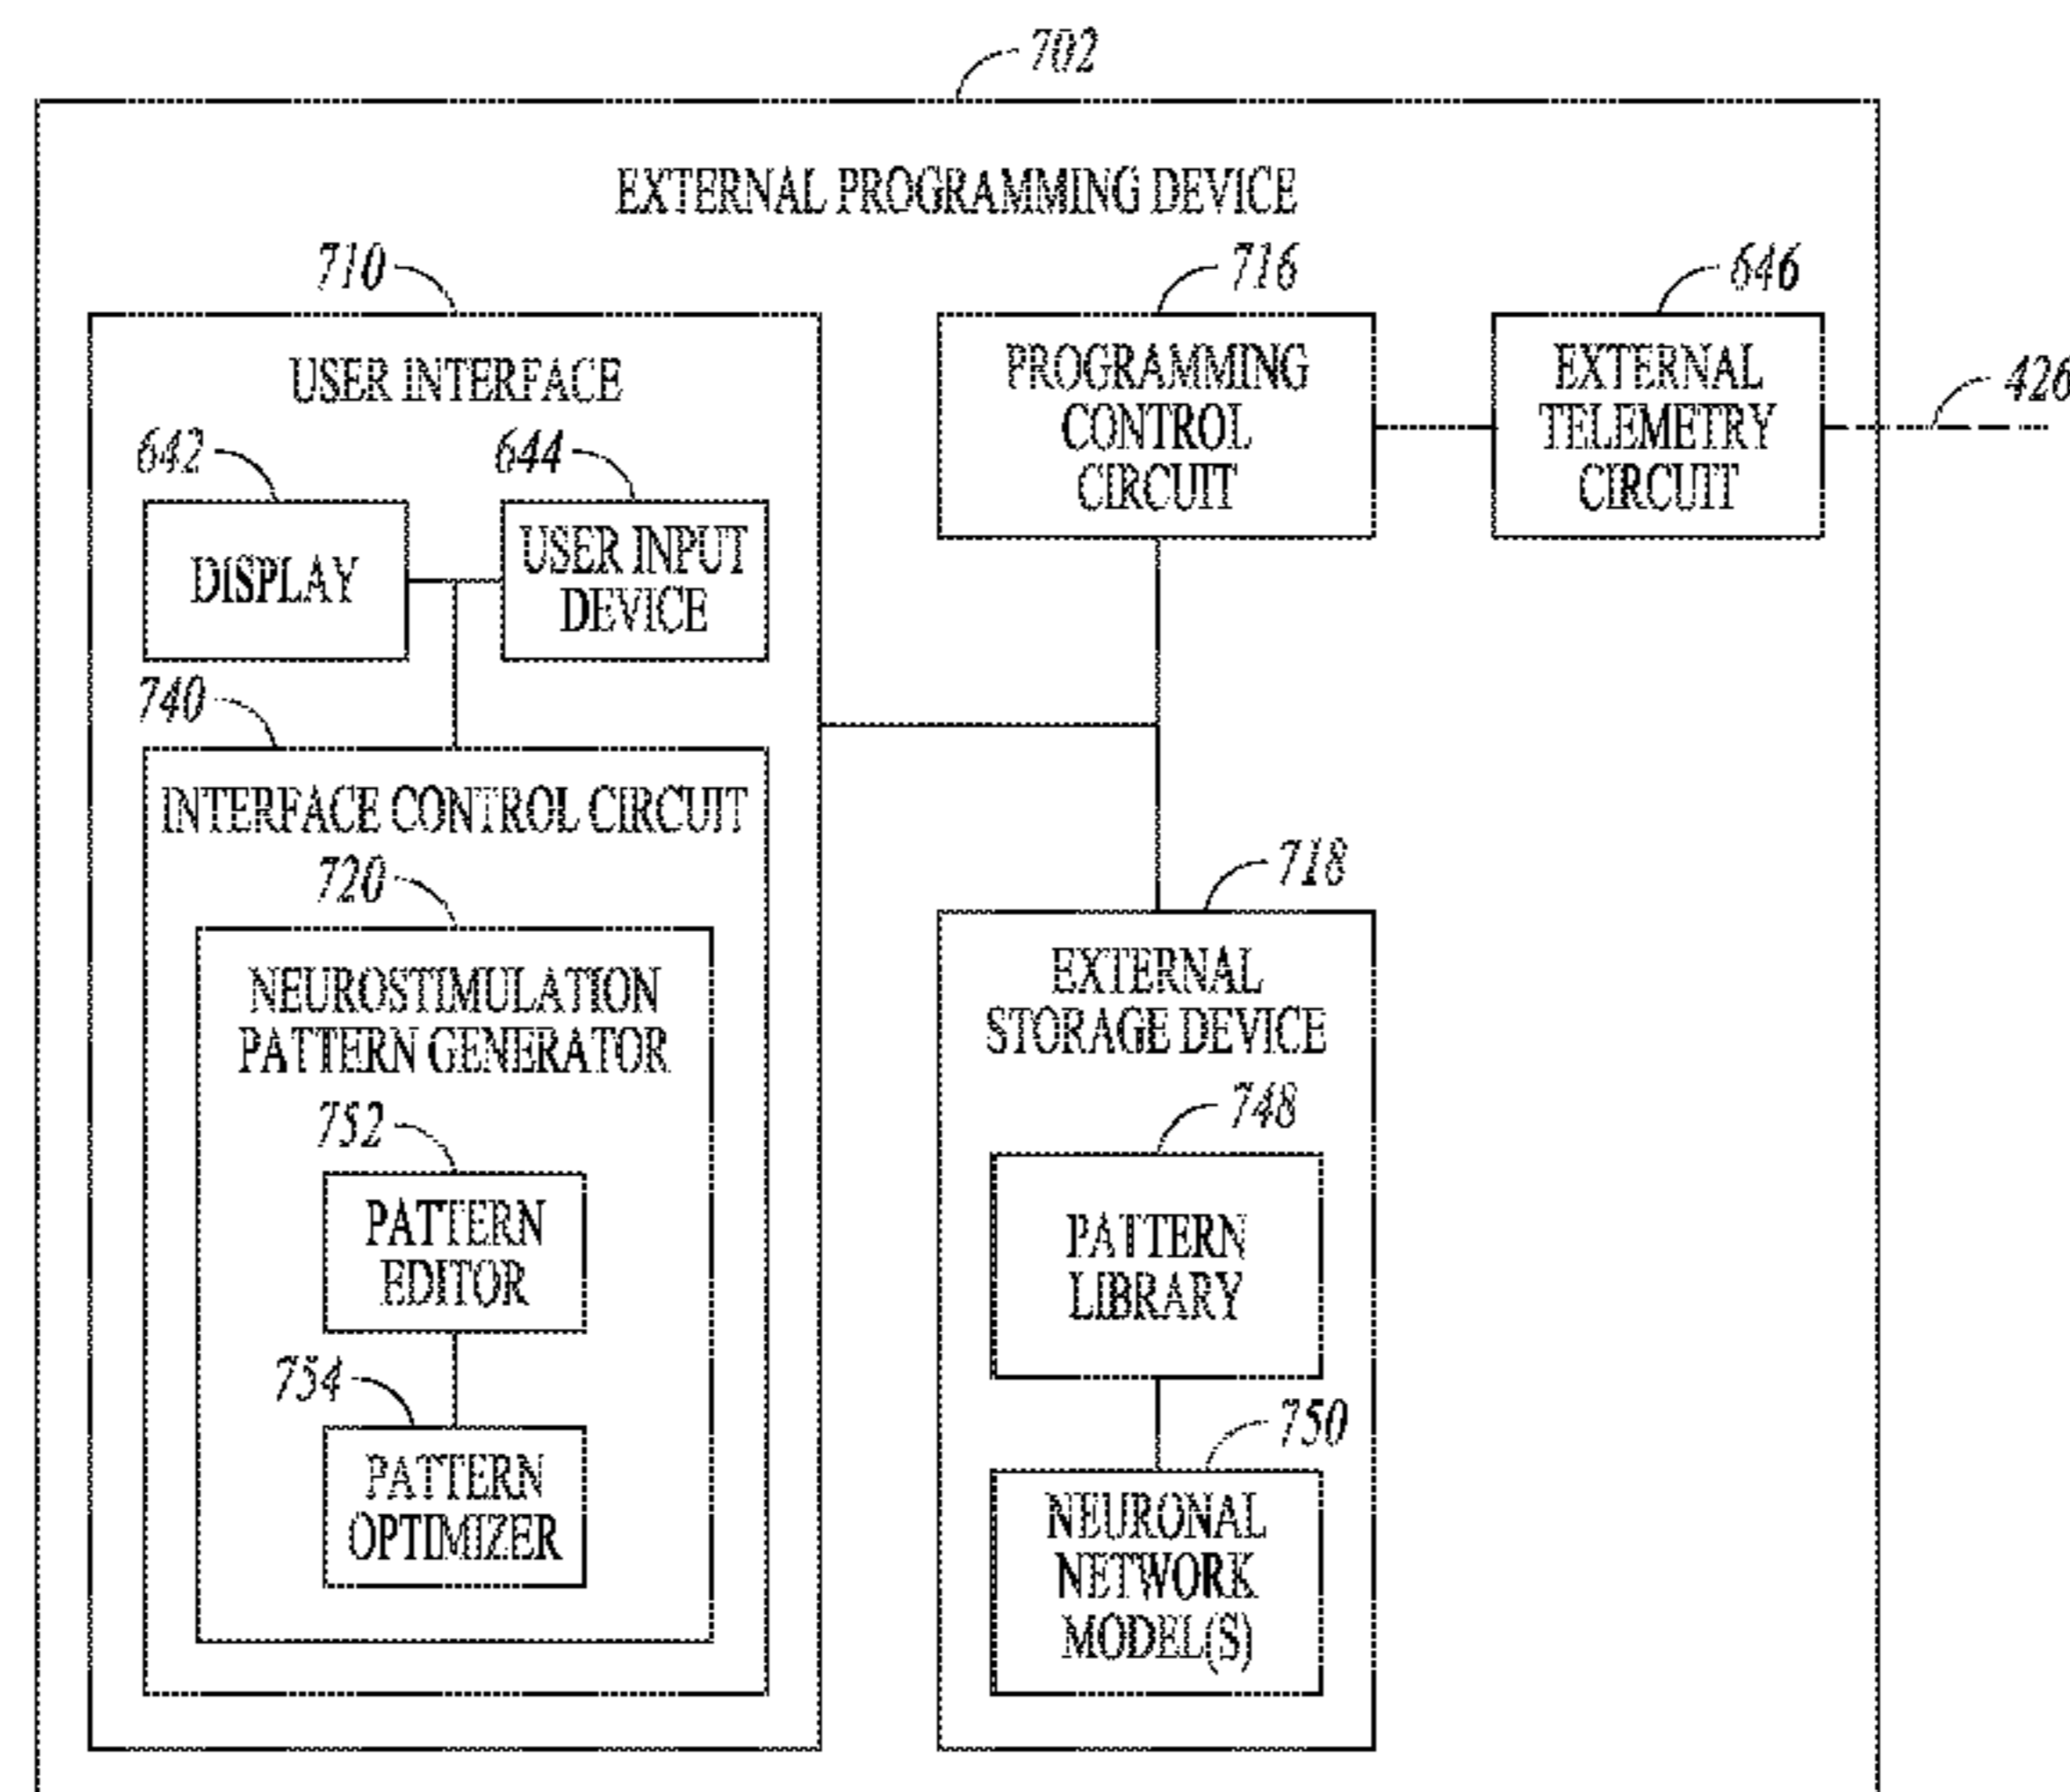 702
EXTERNAL PROGRAMMING DEVICE
710
716
646
USER INTERFACE
PROGRAMMING
CONTROL
CIRCUIT
EXTERNAL
TELEMETRY
CIRCUIT
426
642
644
DISPLAY
USER INPUT
DEVICE
740
INTERFACE CONTROL CIRCUIT
720
NEUROSTIMULATION
PATTERN GENERATOR
752
PATTERN
EDITOR
754
PATTERN
OPTIMIZER
718
EXTERNAL
STORAGE DEVICE
748
PATTERN
LIBRARY
750
NEURONAL
NETWORK
MODEL(S)